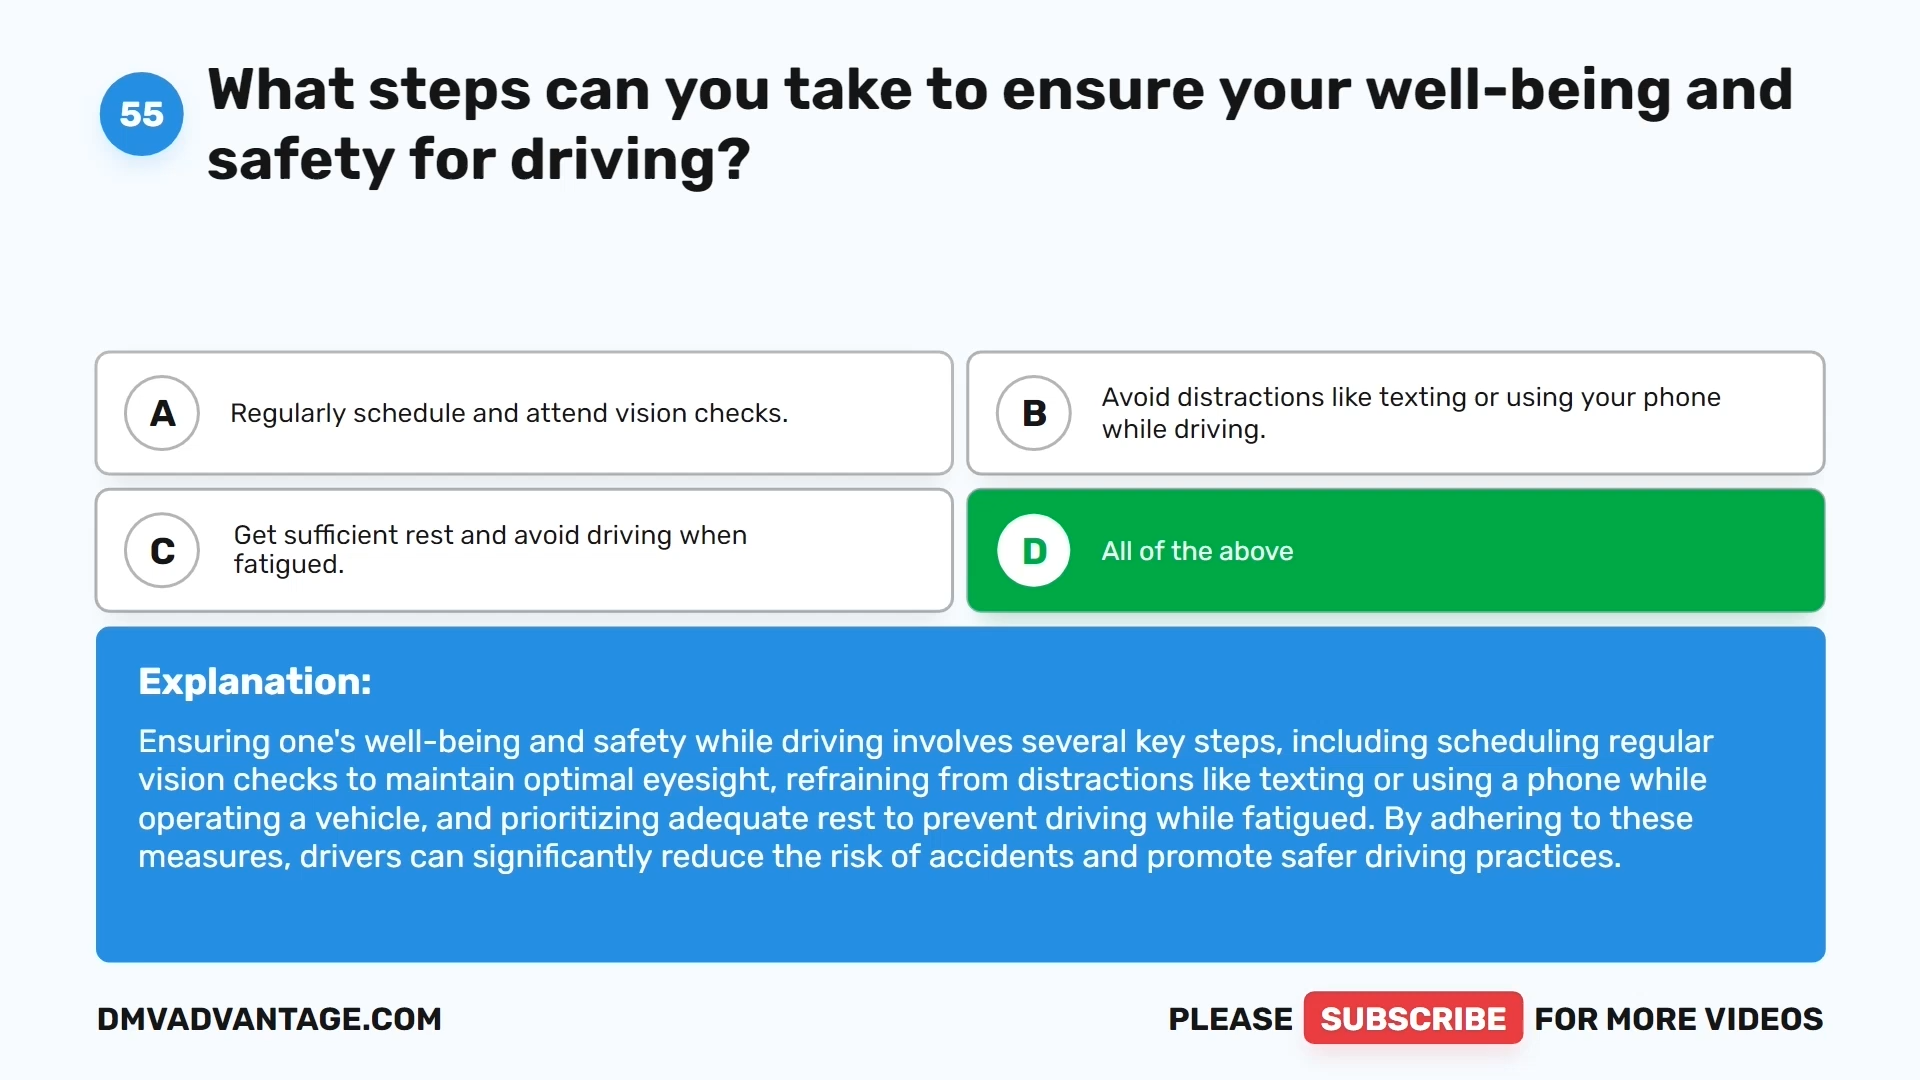 55
What steps can you take to ensure your well-being and
safety for driving?
A
Regularly schedule and attend vision checks.
B
Avoid distractions like texting or using your phone
while driving.
C
Get sufficient rest and avoid driving when
fatigued.
D
All of the above
Explanation:
Ensuring one's well-being and safety while driving involves several key steps, including scheduling regular
vision checks to maintain optimal eyesight, refraining from distractions like texting or using a phone while
operating a vehicle, and prioritizing adequate rest to prevent driving while fatigued. By adhering to these
measures, drivers can significantly reduce the risk of accidents and promote safer driving practices.
DMVADVANTAGE.COM
PLEASE SUBSCRIBE FOR MORE VIDEOS